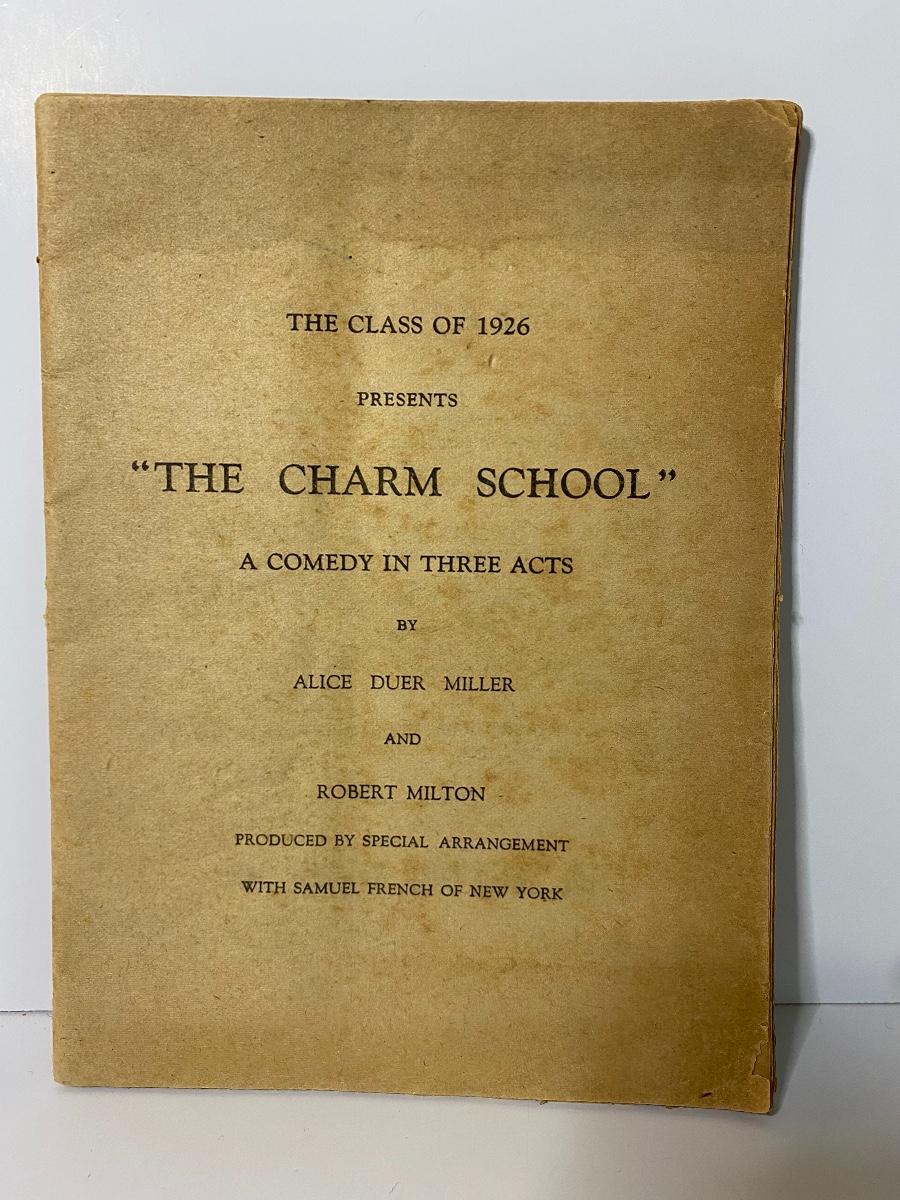 THE CLASS OF 1926
PRESENTS
“THE CHARM SCHOOL”
A COMEDY IN THREE ACTS
BY
ALICE DUER MILLER
AND
ROBERT MILTON
PRODUCED BY SPECIAL ARRANGEMENT
WITH SAMUEL FRENCH OF NEW YORK